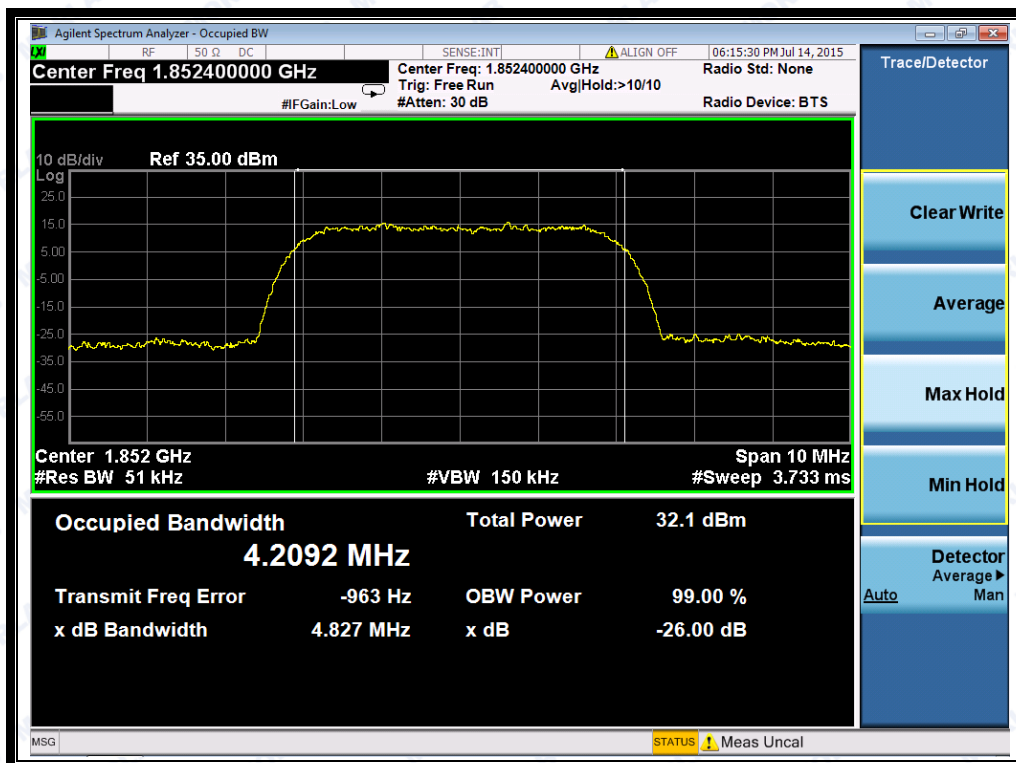 Agilent Spectrum Analyzer - Occupied BW
LXI RF 50 Ω DC SENSE:INT ALIGN OFF 06:15:30 PM Jul 14, 2015
Center Freq 1.852400000 GHz
Center Freq: 1.852400000 GHz Radio Std: None
Trig: Free Run Avg|Hold:>10/10
#IFGain:Low #Atten: 30 dB Radio Device: BTS
Trace/Detector
10 dB/div Ref 35.00 dBm
Log
25.0
15.0
5.00
-5.00
-15.0
-25.0
-35.0
-45.0
-55.0
Center 1.852 GHz Span 10 MHz
#Res BW 51 kHz #VBW 150 kHz #Sweep 3.733 ms
Occupied Bandwidth Total Power 32.1 dBm
4.2092 MHz
Transmit Freq Error -963 Hz OBW Power 99.00 %
x dB Bandwidth 4.827 MHz x dB -26.00 dB
Clear Write
Average
Max Hold
Min Hold
Detector
Average
Auto Man
MSG STATUS Meas Uncal